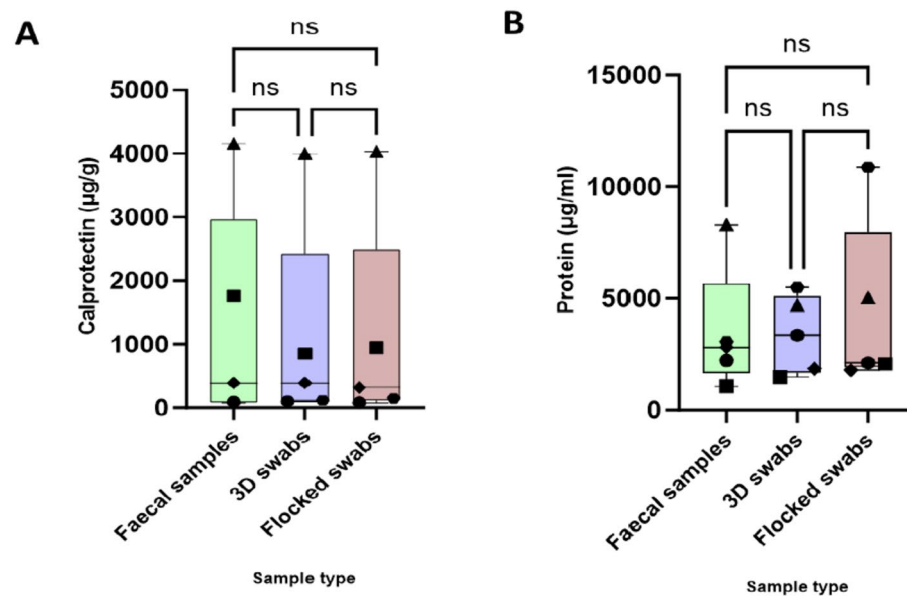 A
ns
ns
ns
5000
4000
3000
2000
1000
0
Calprotectin (µg/g)
Faecal samples
3D swabs
Flocked swabs
Sample type
B
ns
ns
ns
15000
10000
5000
0
Protein (µg/ml)
Faecal samples
3D swabs
Flocked swabs
Sample type